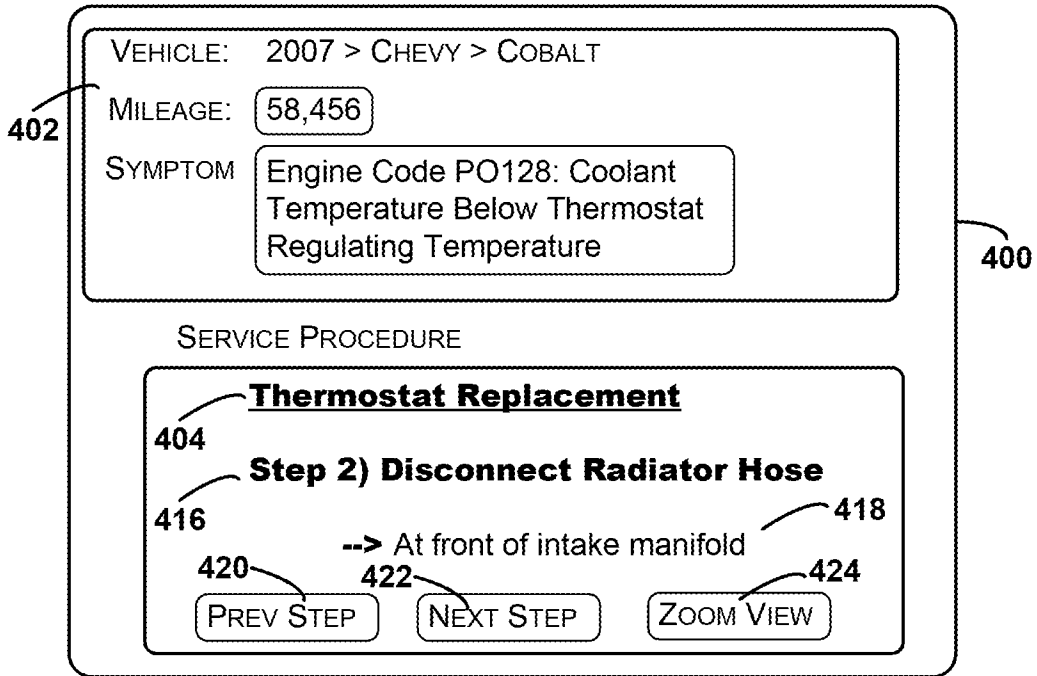 VEHICLE: 2007 > CHEVY > COBALT
MILEAGE: 58,456
402
SYMPTOM Engine Code PO128: Coolant
Temperature Below Thermostat
Regulating Temperature
400
SERVICE PROCEDURE
Thermostat Replacement
404
Step 2) Disconnect Radiator Hose
416
418
--> At front of intake manifold
420 422 424
PREV STEP NEXT STEP ZOOM VIEW